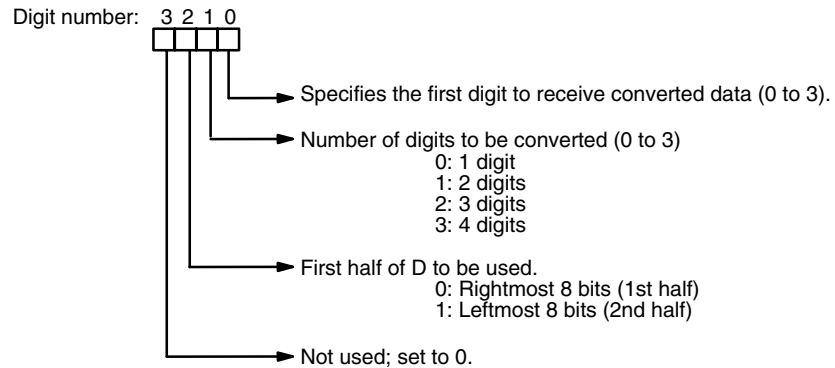 Digit number: 3 2 1 0
Specifies the first digit to receive converted data (0 to 3).
Number of digits to be converted (0 to 3)
0: 1 digit
1: 2 digits
2: 3 digits
3: 4 digits
First half of D to be used.
0: Rightmost 8 bits (1st half)
1: Leftmost 8 bits (2nd half)
Not used; set to 0.